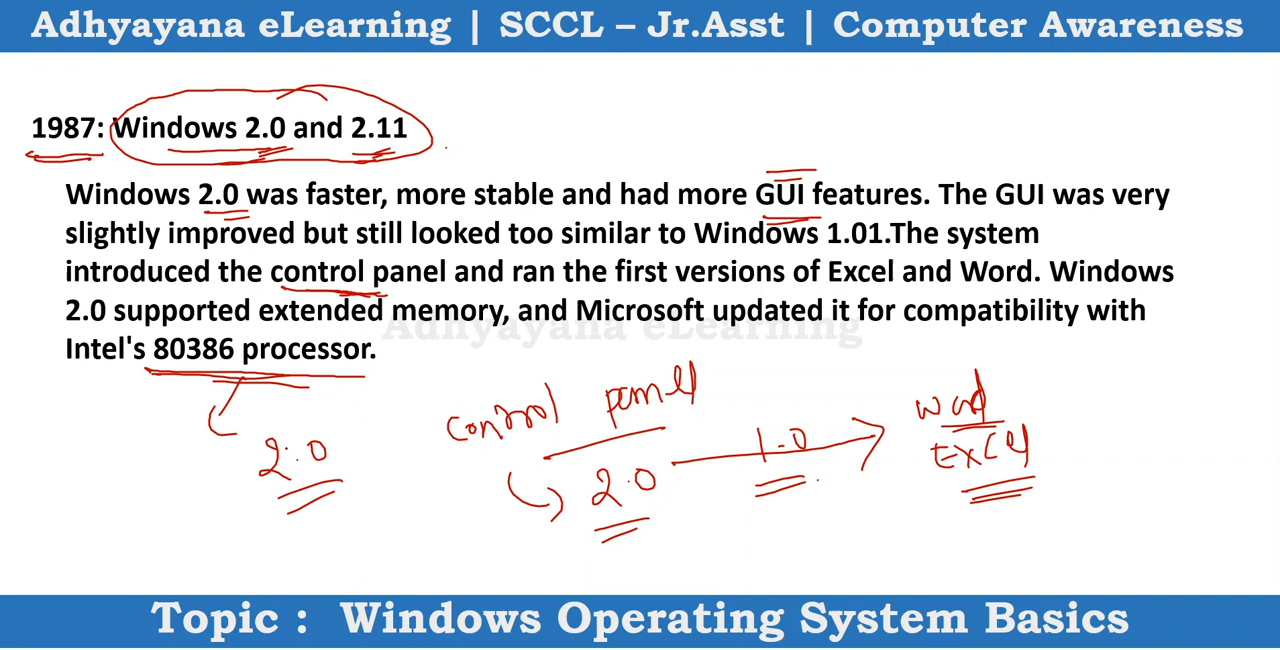 Adhyayana eLearning | SCCL – Jr.Asst | Computer Awareness
1987: Windows 2.0 and 2.11
Windows 2.0 was faster, more stable and had more GUI features. The GUI was very
slightly improved but still looked too similar to Windows 1.01.The system
introduced the control panel and ran the first versions of Excel and Word. Windows
2.0 supported extended memory, and Microsoft updated it for compatibility with
Adhyayana eLearning
Intel's 80386 processor.
control panel
word
Excel
2.0
2.0
1.0
Topic : Windows Operating System Basics